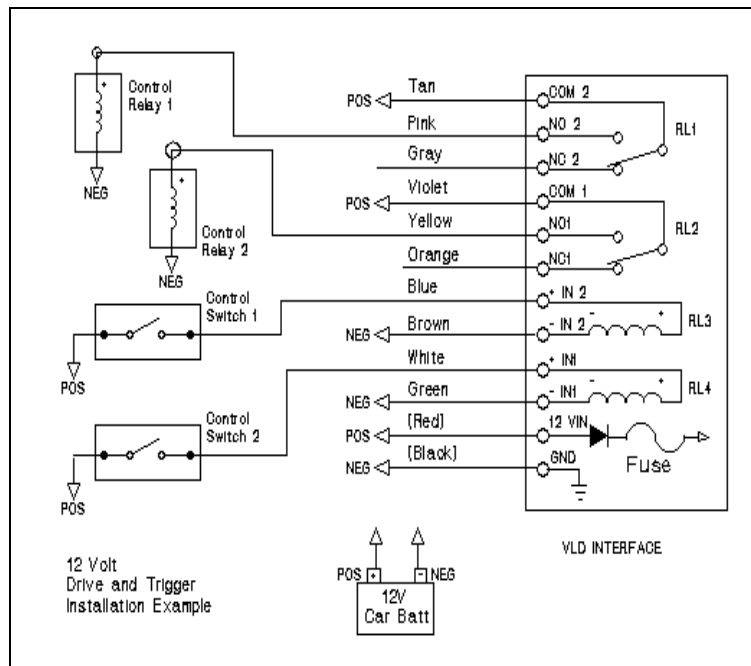 Control
Relay 1
+
NEG
Control
Relay 2
+
NEG
Control
Switch 1
POS
Control
Switch 2
POS
POS
Tan
COM 2
Pink
NO 2
RL1
Gray
NC 2
POS
Violet
COM 1
Yellow
NO1
RL2
Orange
NC1
Blue
+ IN 2
- +
NEG
Brown
- IN 2
RL3
White
+ IN1
- +
NEG
Green
- IN1
RL4
POS
(Red)
12 VIN
Fuse
NEG
(Black)
GND
VLD INTERFACE
12 Volt
Drive and Trigger
Installation Example
POS + - NEG
12V
Car Batt